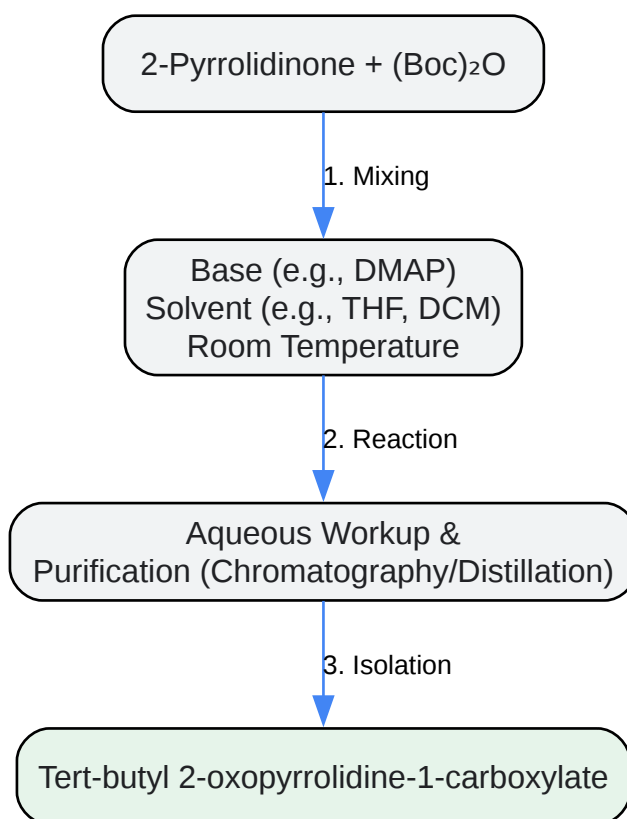 2-Pyrrolidinone + (Boc)₂O
1. Mixing
Base (e.g., DMAP)
Solvent (e.g., THF, DCM)
Room Temperature
2. Reaction
Aqueous Workup &
Purification (Chromatography/Distillation)
3. Isolation
Tert-butyl 2-oxopyrrolidine-1-carboxylate